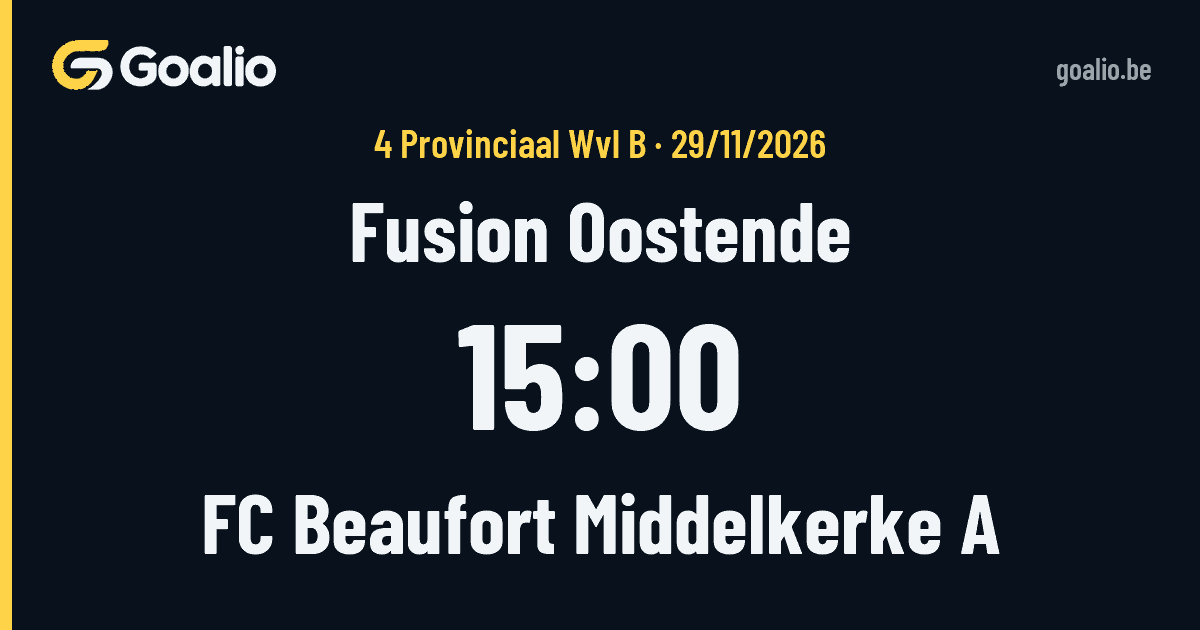 Goalio
goalio.be
4 Provinciaal Wvl B · 29/11/2026
Fusion Oostende
15:00
FC Beaufort Middelkerke A